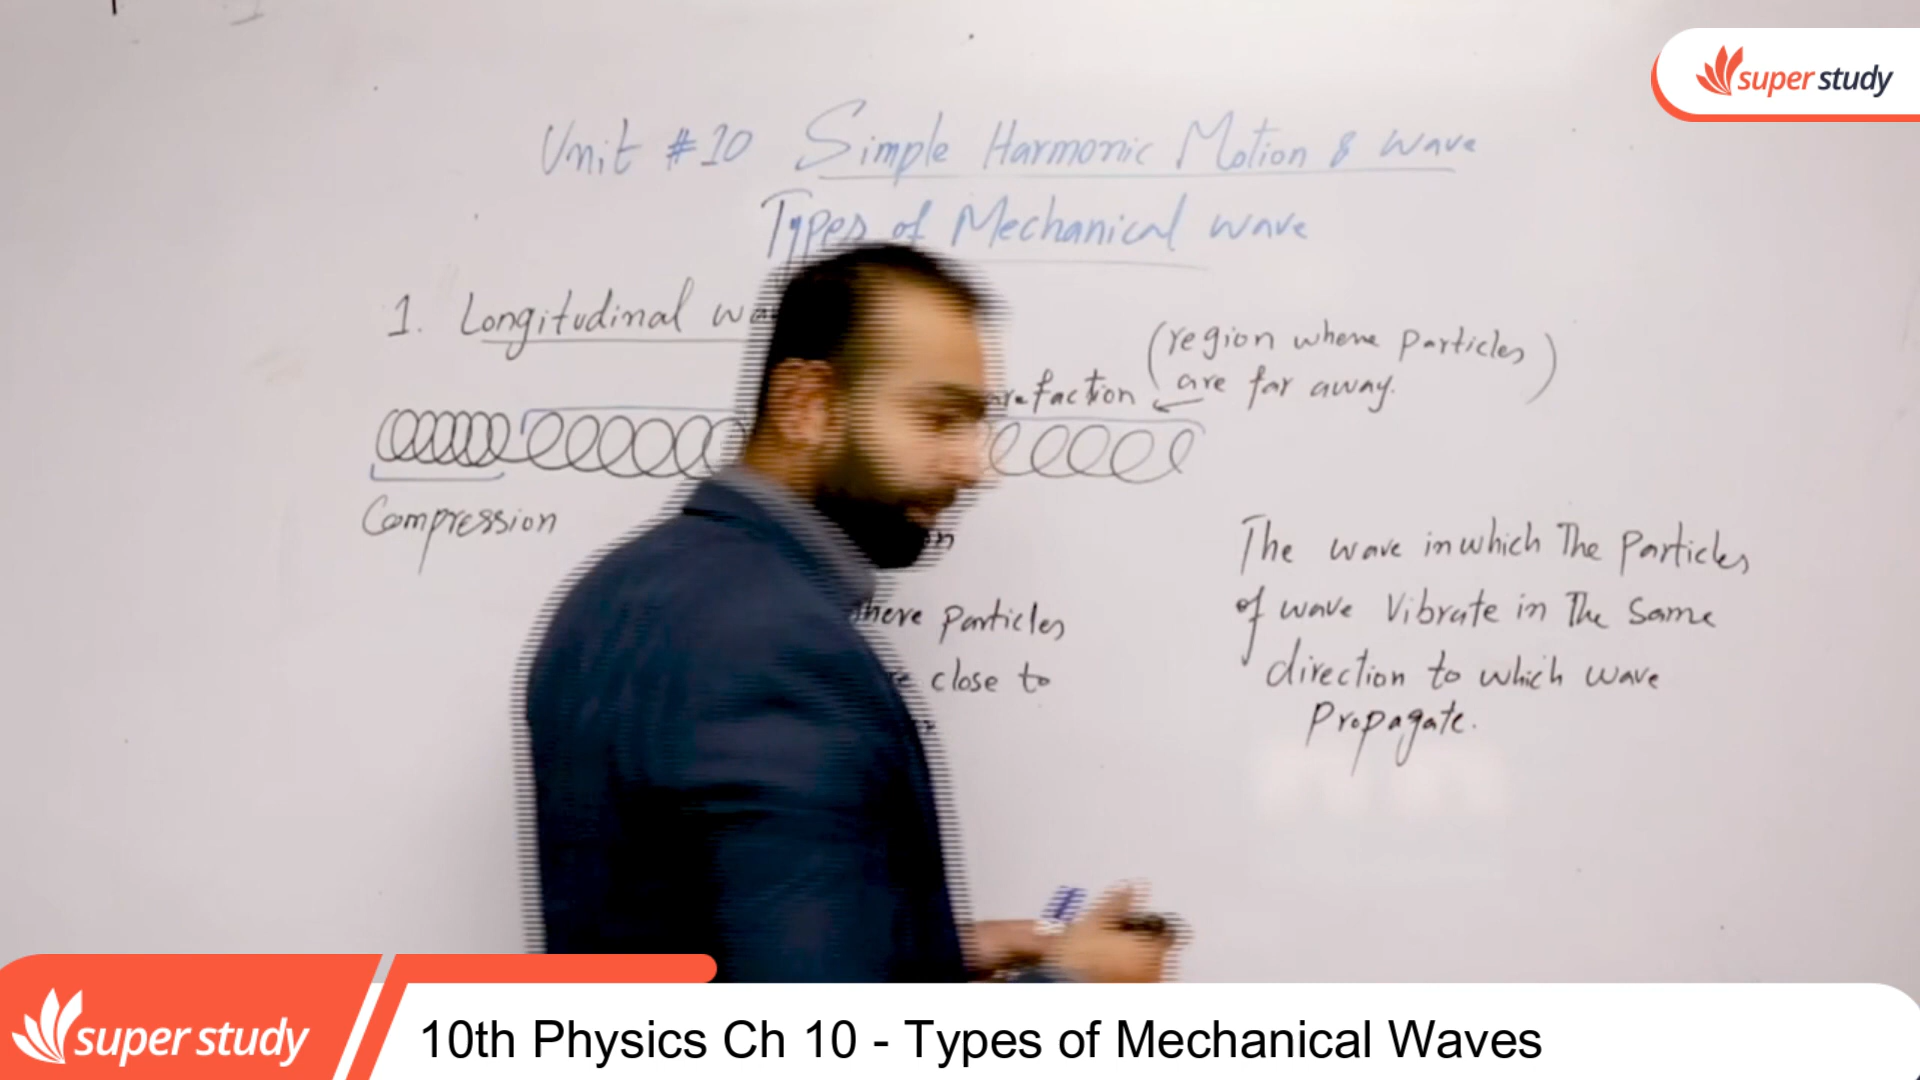 super study
Unit #10 Simple Harmonic Motion & wave
Types of Mechanical wave
1. Longitudinal
(region where Particles
are far away.)
Compression
The wave in which The Particles
of wave Vibrate in The Same
direction to which wave
Propagate.
Particles
close to
super study
10th Physics Ch 10 - Types of Mechanical Waves